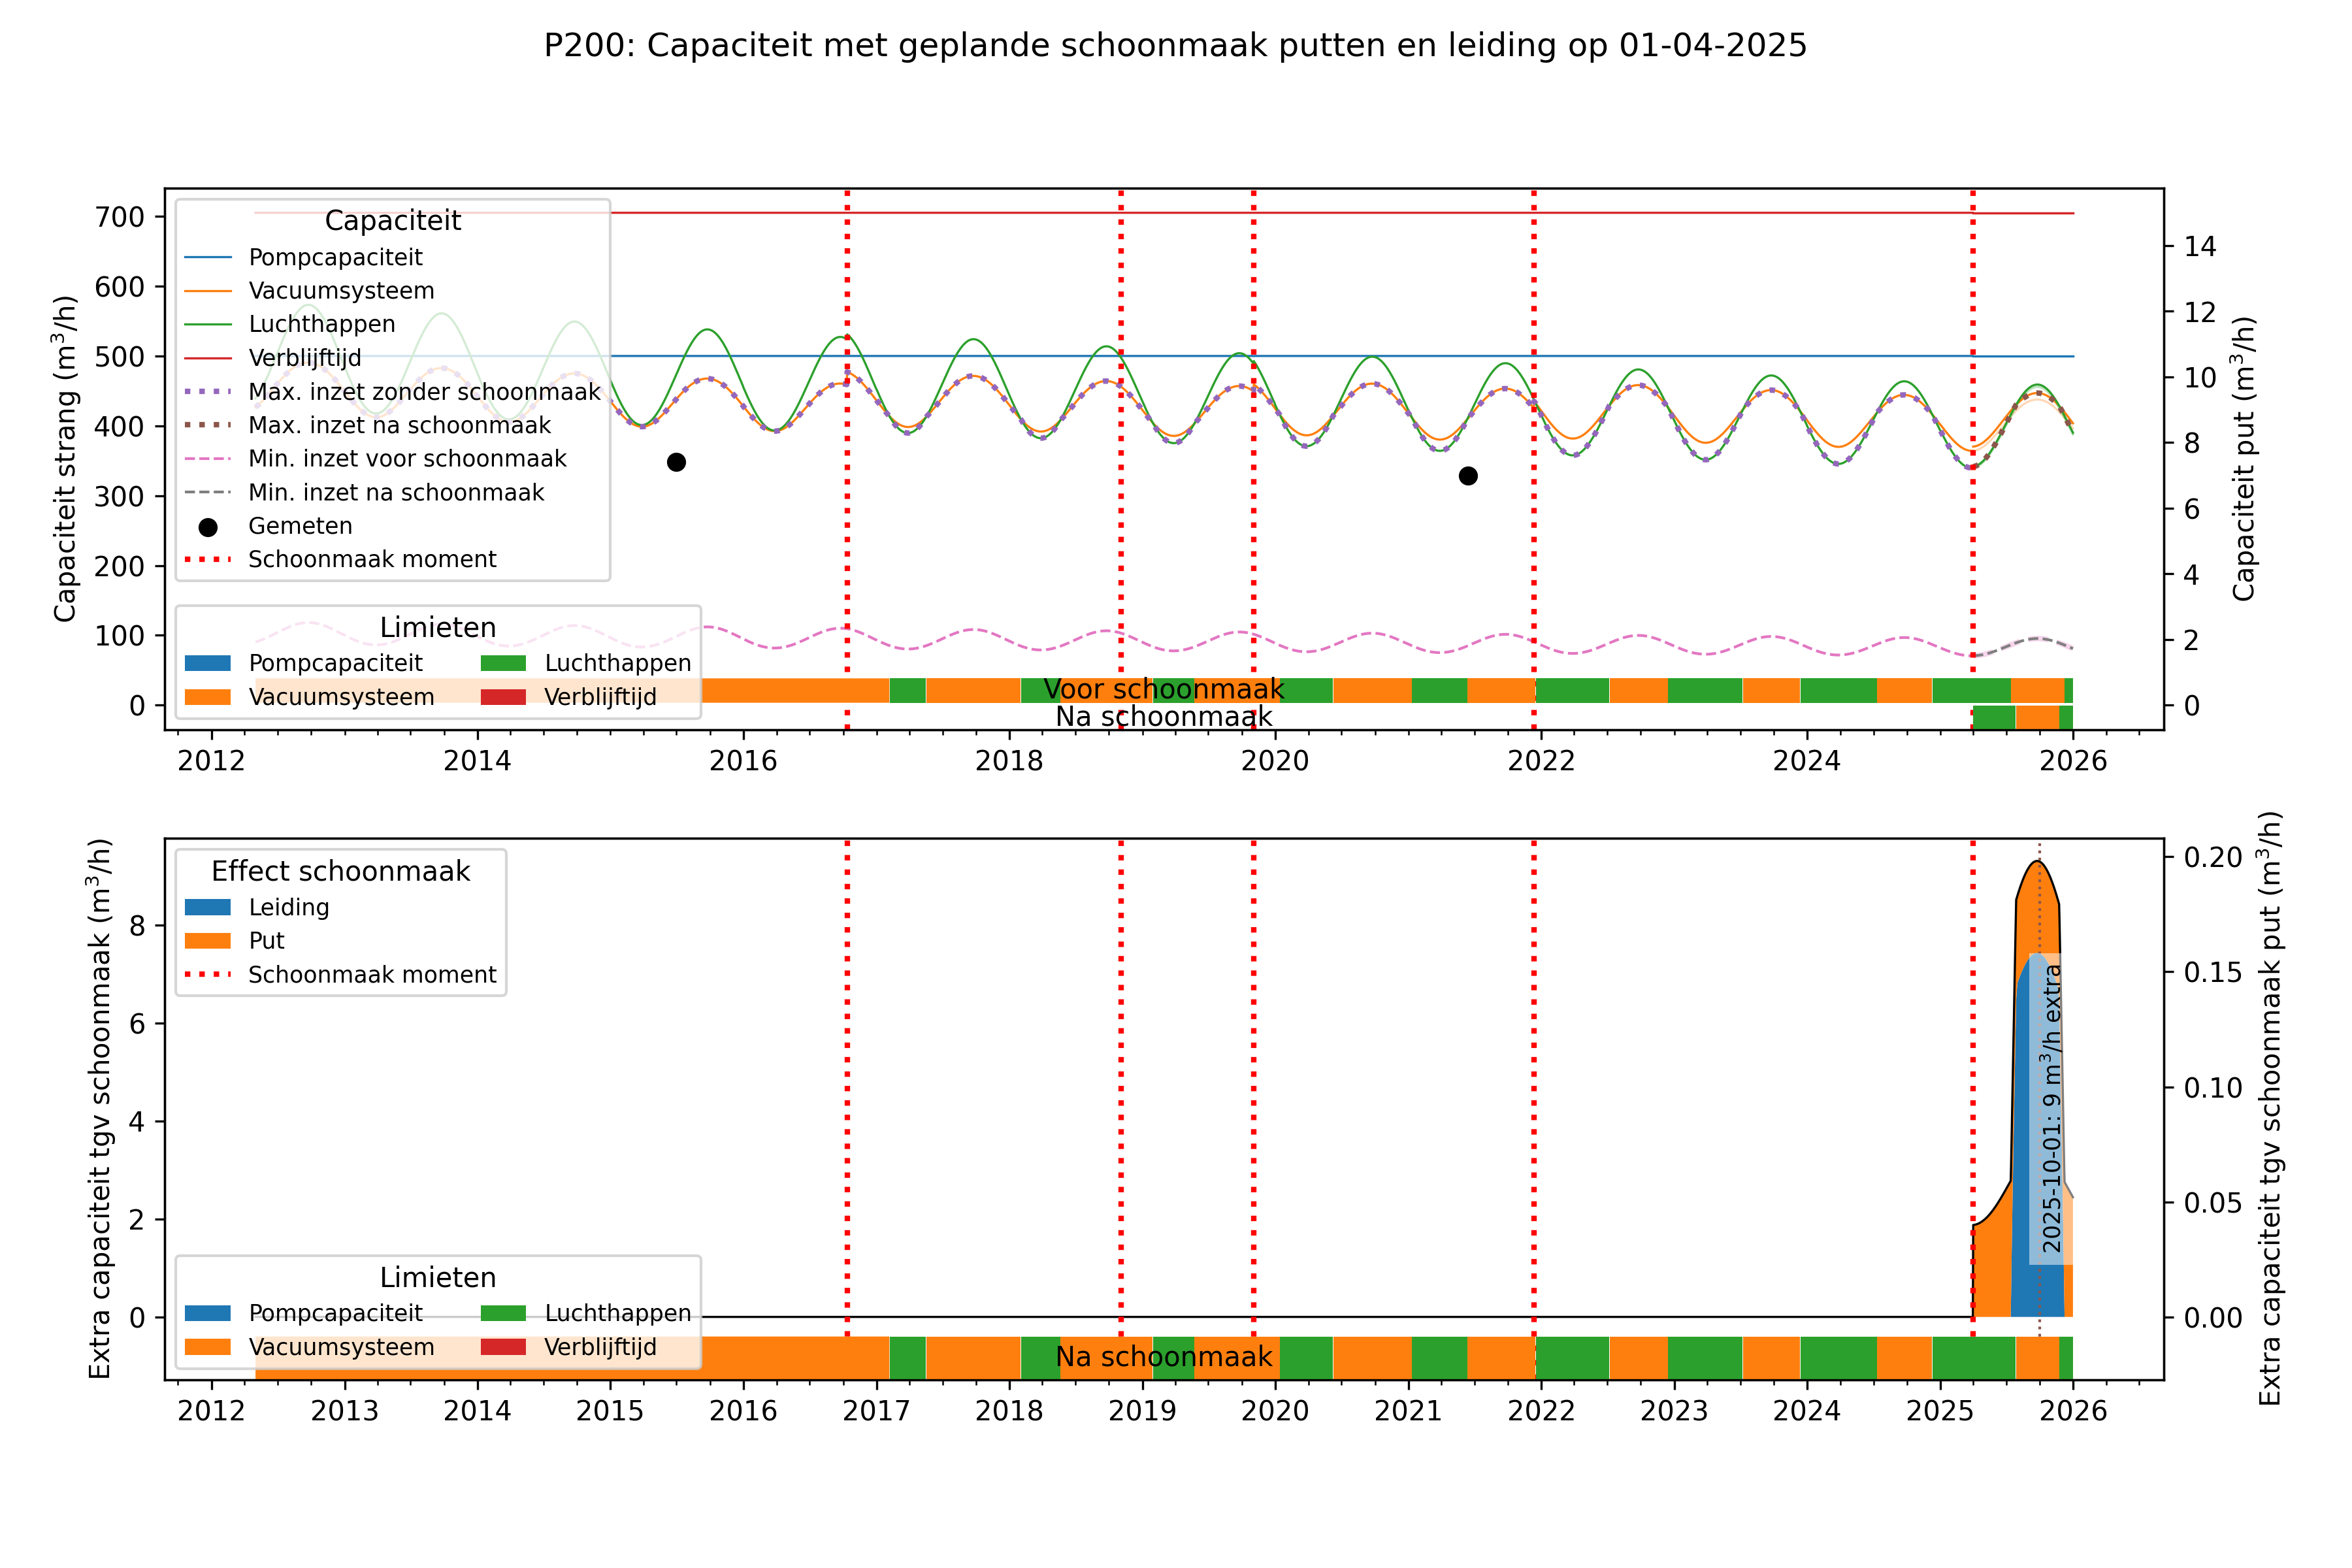 P200: Capaciteit met geplande schoonmaak putten en leiding op 01-04-2025
Capaciteit strang (m³/h)
700
600
500
400
300
200
100
0
Capaciteit
Pompcapaciteit
Vacuumsysteem
Luchthappen
Verblijftijd
Max. inzet zonder schoonmaak
Max. inzet na schoonmaak
Min. inzet voor schoonmaak
Min. inzet na schoonmaak
Gemeten
Schoonmaak moment
Limieten
Pompcapaciteit
Vacuumsysteem
Luchthappen
Verblijftijd
Voor schoonmaak
Na schoonmaak
14
12
10
8
6
4
2
0
Capaciteit put (m³/h)
2012 2014 2016 2018 2020 2022 2024 2026
Extra capaciteit tgv schoonmaak (m³/h)
8
6
4
2
0
Effect schoonmaak
Leiding
Put
Schoonmaak moment
Limieten
Pompcapaciteit
Vacuumsysteem
Luchthappen
Verblijftijd
Na schoonmaak
2025-10-01: 9 m³/h extra
0.20
0.15
0.10
0.05
0.00
Extra capaciteit tgv schoonmaak put (m³/h)
2012 2013 2014 2015 2016 2017 2018 2019 2020 2021 2022 2023 2024 2025 2026